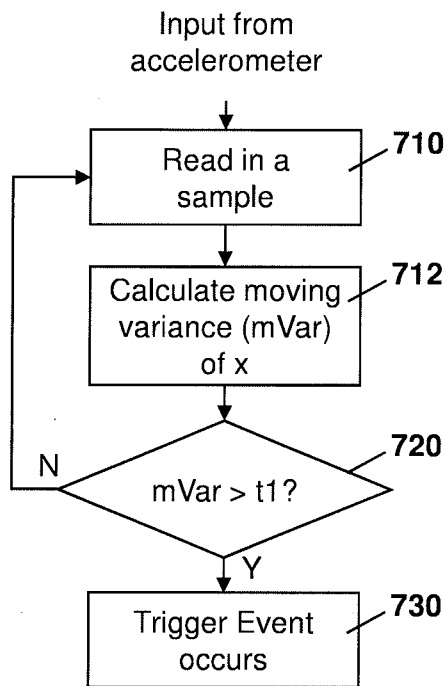 Input from
accelerometer
710
Read in a
sample
712
Calculate moving
variance (mVar)
of x
720
N
mVar > t1?
Y
730
Trigger Event
occurs